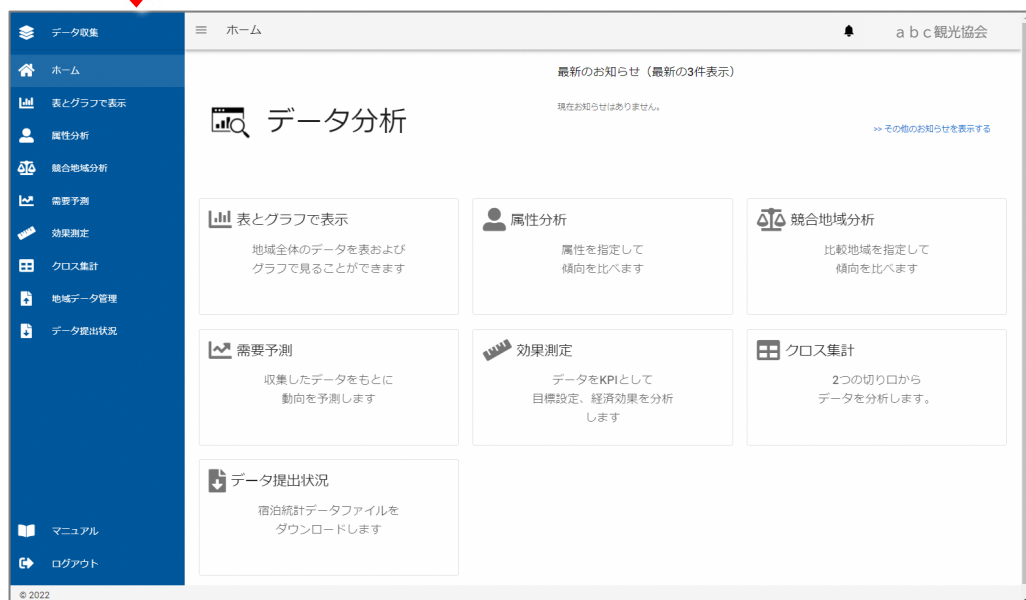 データ収集
ホーム
表とグラフで表示
属性分析
競合地域分析
需要予測
効果測定
クロス集計
地域データ管理
データ提出状況
マニュアル
ログアウト
ホーム
abc観光協会
データ分析
最新のお知らせ（最新の3件表示）
現在お知らせはありません。
>> その他のお知らせを表示する
表とグラフで表示
地域全体のデータを表および
グラフで見ることができます
属性分析
属性を指定して
傾向を比べます
競合地域分析
比較地域を指定して
傾向を比べます
需要予測
収集したデータをもとに
動向を予測します
効果測定
データをKPIとして
目標設定、経済効果を分析
します
クロス集計
2つの切り口から
データを分析します。
データ提出状況
宿泊統計データファイルを
ダウンロードします
© 2022